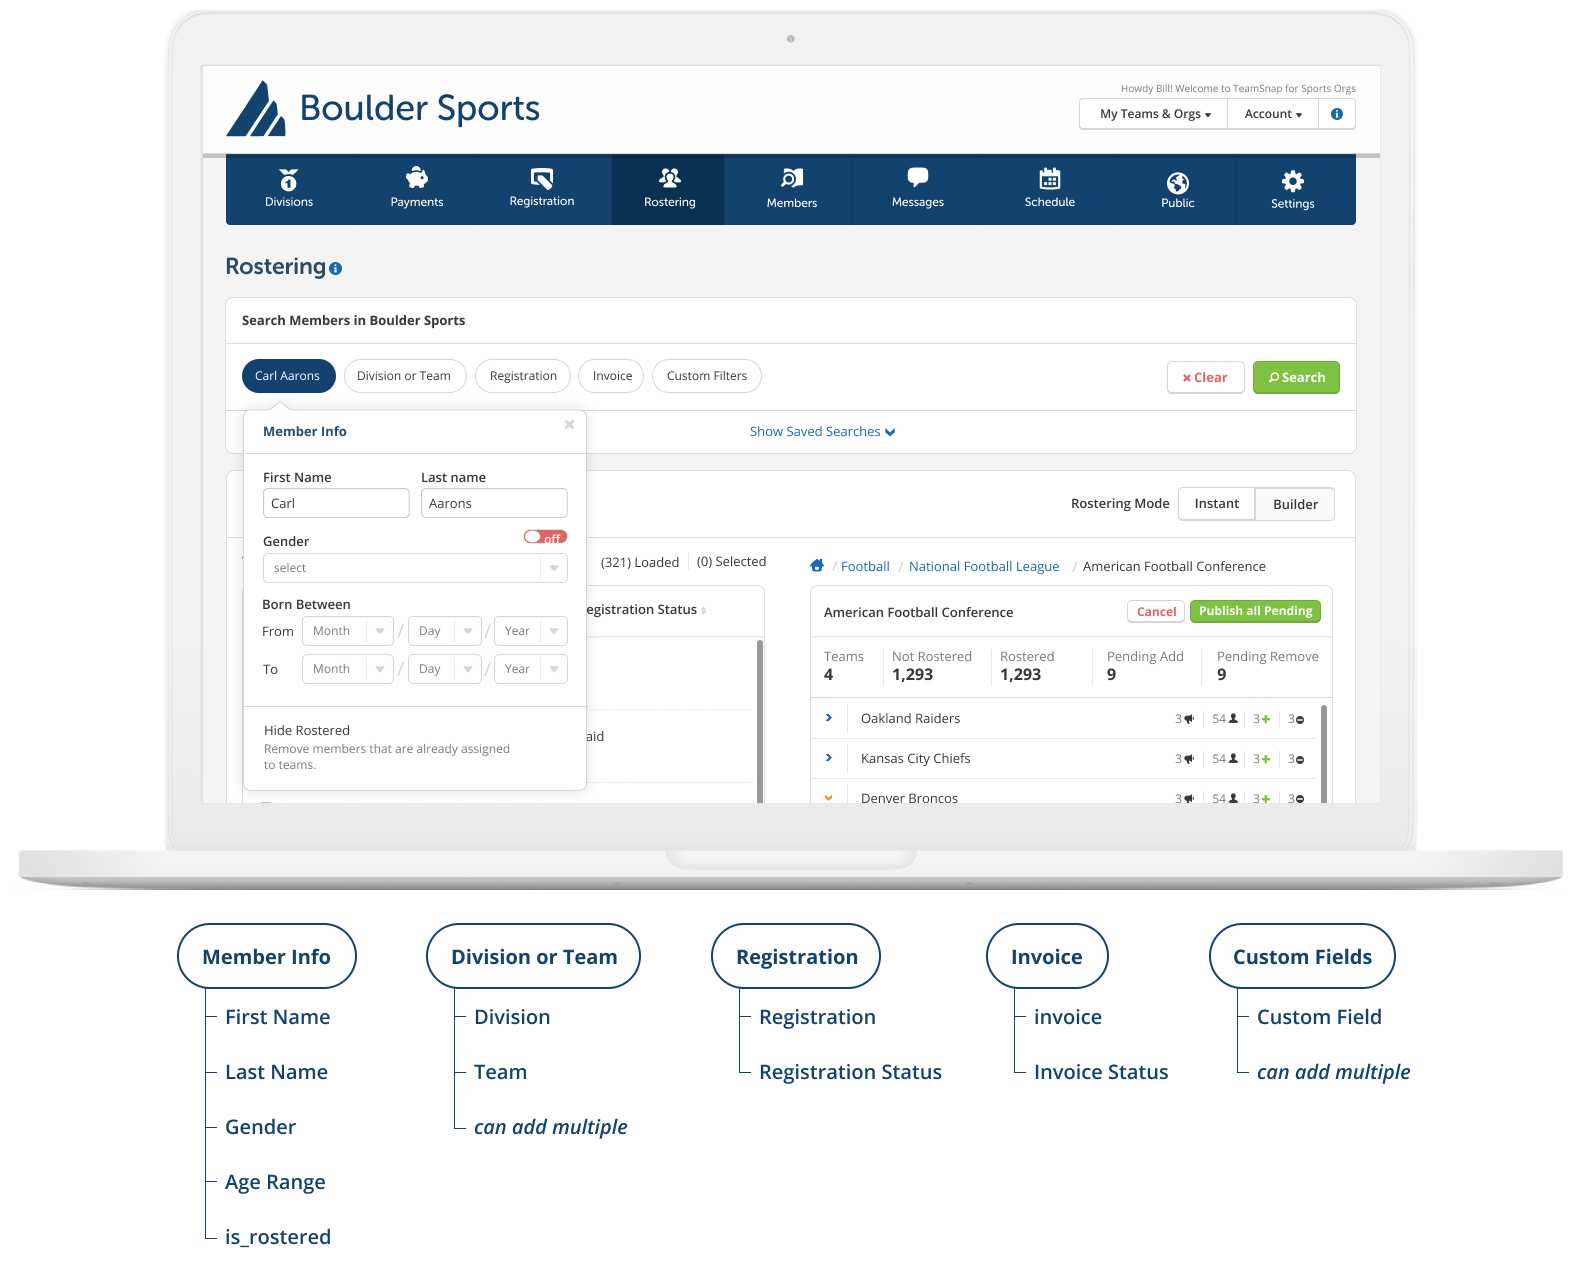 Howdy Bill! Welcome to TeamSnap for Sports Orgs
Boulder Sports
My Teams & Orgs Account
Divisions Payments Registration Rostering Members Messages Schedule Public Settings
Rostering
Search Members in Boulder Sports
Carl Aarons Division or Team Registration Invoice Custom Filters Clear Search
Show Saved Searches
Member Info
First Name Last name
Carl Aarons
Gender off
select
Born Between
From Month / Day / Year
To Month / Day / Year
Hide Rostered
Remove members that are already assigned
to teams.
Rostering Mode Instant Builder
(321) Loaded (0) Selected
/ Football / National Football League / American Football Conference
egistration Status
aid
American Football Conference Cancel Publish all Pending
Teams Not Rostered Rostered Pending Add Pending Remove
4 1,293 1,293 9 9
Oakland Raiders 3 54 3 3
Kansas City Chiefs 3 54 3 3
Denver Broncos 3 54 3 3
Member Info Division or Team Registration Invoice Custom Fields
First Name Division Registration invoice Custom Field
Last Name Team Registration Status Invoice Status can add multiple
Gender can add multiple
Age Range
is_rostered